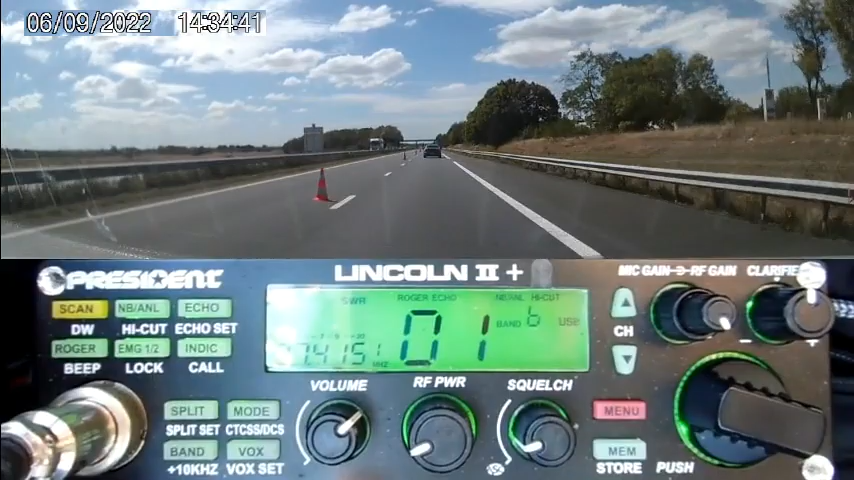 06/09/2022 14:34:41
PRESIDENT LINCOLN II + MIC GAIN RF GAIN CLARIFIER
SCAN NB/ANL ECHO
DW HI-CUT ECHO SET
ROGER EMG 1/2 INDIC
BEEP LOCK CALL
SWR ROGER ECHO NB/ANL HI-CUT
01 BAND b USB
27.4151 MHZ
CH
VOLUME RF PWR SQUELCH
SPLIT MODE
SPLIT SET CTCSS/DCS
BAND VOX
+10KHZ VOX SET
MENU
MEM
STORE PUSH
- +